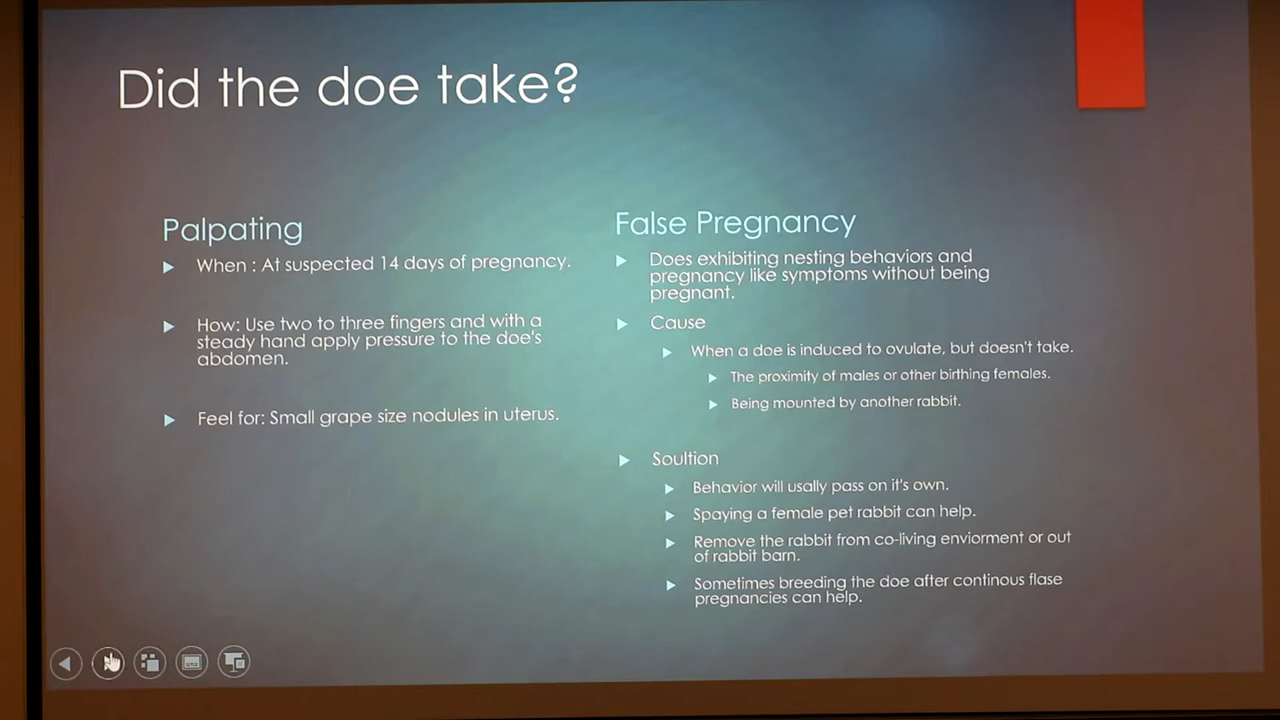 Did the doe take?
Palpating
When : At suspected 14 days of pregnancy.
How: Use two to three fingers and with a
steady hand apply pressure to the doe's
abdomen.
Feel for: Small grape size nodules in uterus.
False Pregnancy
Does exhibiting nesting behaviors and
pregnancy like symptoms without being
pregnant.
Cause
When a doe is induced to ovulate, but doesn't take.
The proximity of males or other birthing females.
Being mounted by another rabbit.
Soultion
Behavior will usally pass on it's own.
Spaying a female pet rabbit can help.
Remove the rabbit from co-living enviorment or out
of rabbit barn.
Sometimes breeding the doe after continous flase
pregnancies can help.